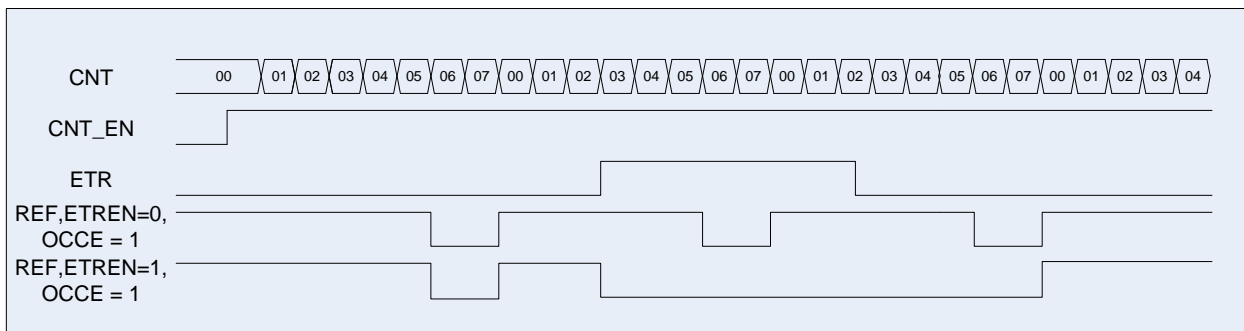 CNT 00 01 02 03 04 05 06 07 00 01 02 03 04 05 06 07 00 01 02 03 04 05 06 07 00 01 02 03 04
CNT_EN
ETR
REF,ETREN=0,
OCCE = 1
REF,ETREN=1,
OCCE = 1